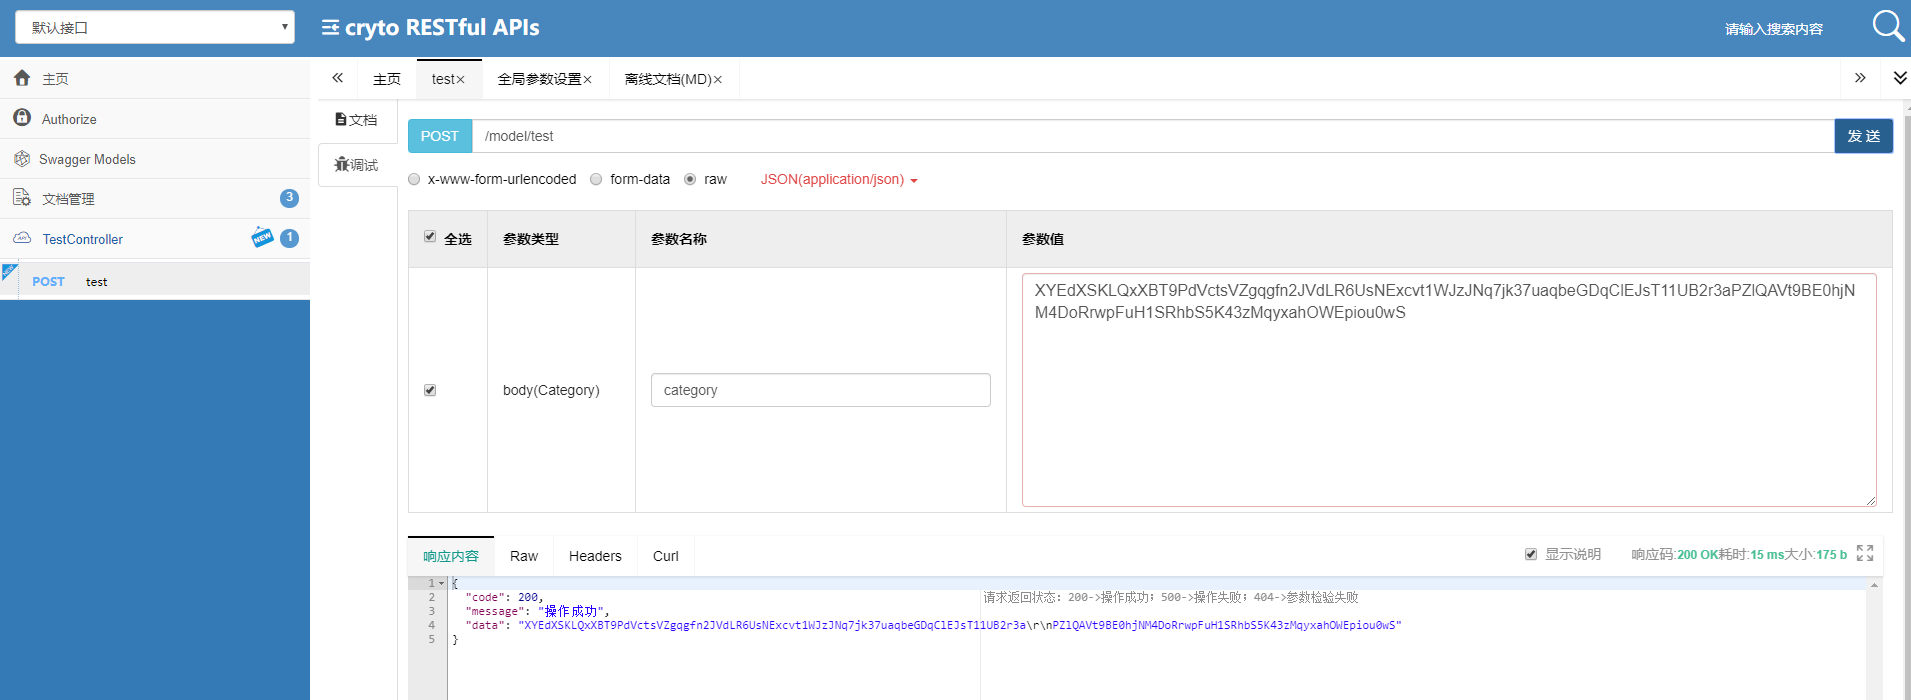 默认接口
cryto RESTful APIs
请输入搜索内容
主页
Authorize
Swagger Models
文档管理
3
TestController
NEW
1
POST test
主页
test×
全局参数设置×
离线文档(MD)×
文档
调试
POST /model/test
发 送
x-www-form-urlencoded form-data raw JSON(application/json)
全选 参数类型 参数名称 参数值
body(Category) category
XYEdXSKLQxXBT9PdVctsVZgqgfn2JVdLR6UsNExcvt1WJzJNq7jk37uaqbeGDqClEJsT11UB2r3aPZlQAVt9BE0hjN
M4DoRrwpFuH1SRhbS5K43zMqyxahOWEpiou0wS
响应内容 Raw Headers Curl
显示说明 响应码:200 OK耗时:15 ms大小:175 b
1 {
2 "code": 200, 请求返回状态：200->操作成功；500->操作失败；404->参数检验失败
3 "message": "操作成功",
4 "data": "XYEdXSKLQxXBT9PdVctsVZgqgfn2JVdLR6UsNExcvt1WJzJNq7jk37uaqbeGDqClEJsT11UB2r3a\r\nPZlQAVt9BE0hjNM4DoRrwpFuH1SRhbS5K43zMqyxahOWEpiou0wS"
5 }